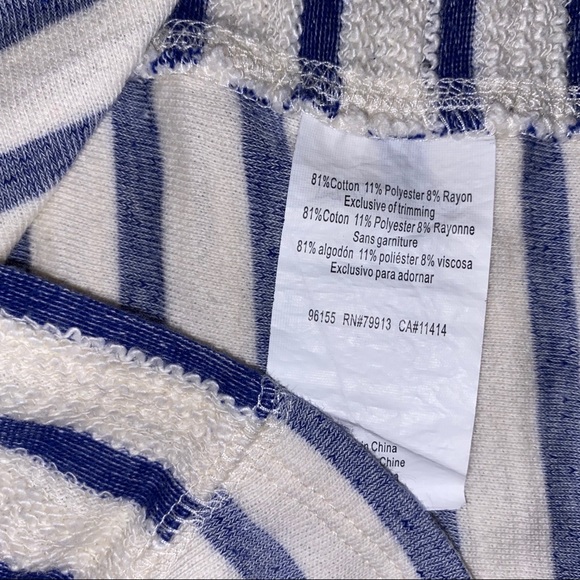 81%Cotton 11% Polyester 8% Rayon
Exclusive of trimming
81%Coton 11% Polyester 8% Rayonne
Sans garniture
81% algodón 11% poliéster 8% viscosa
Exclusivo para adornar
96155 RN#79913 CA#11414
in China
Chine